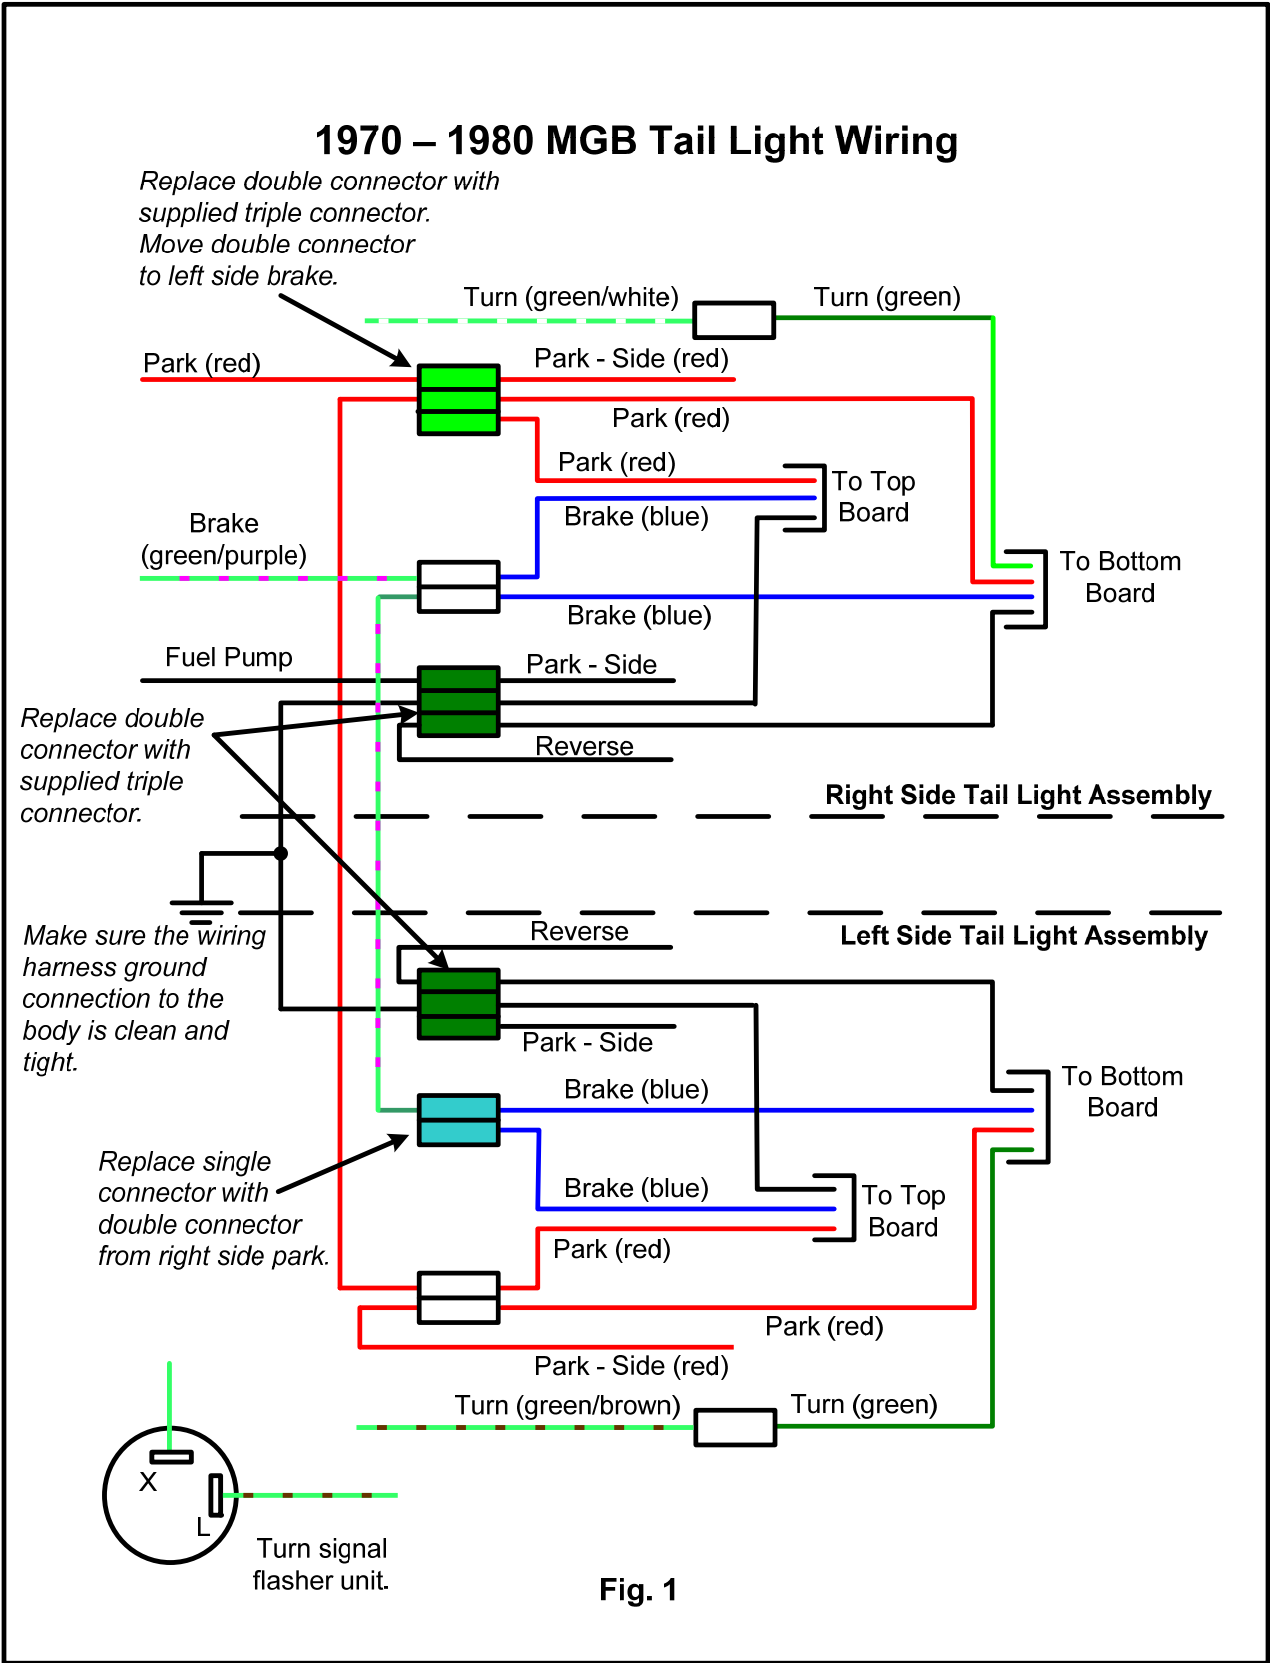 1970 – 1980 MGB Tail Light Wiring
Replace double connector with
supplied triple connector.
Move double connector
to left side brake.
Turn (green/white)
Turn (green)
Park (red)
Park - Side (red)
Park (red)
Park (red)
To Top
Board
Brake (blue)
Brake
(green/purple)
To Bottom
Board
Brake (blue)
Fuel Pump
Park - Side
Replace double
connector with
supplied triple
connector.
Reverse
Right Side Tail Light Assembly
Make sure the wiring
harness ground
connection to the
body is clean and
tight.
Reverse
Left Side Tail Light Assembly
Park - Side
Brake (blue)
To Bottom
Board
Replace single
connector with
double connector
from right side park.
Brake (blue)
To Top
Board
Park (red)
Park (red)
Park - Side (red)
Turn (green/brown)
Turn (green)
X
L
Turn signal
flasher unit.
Fig. 1